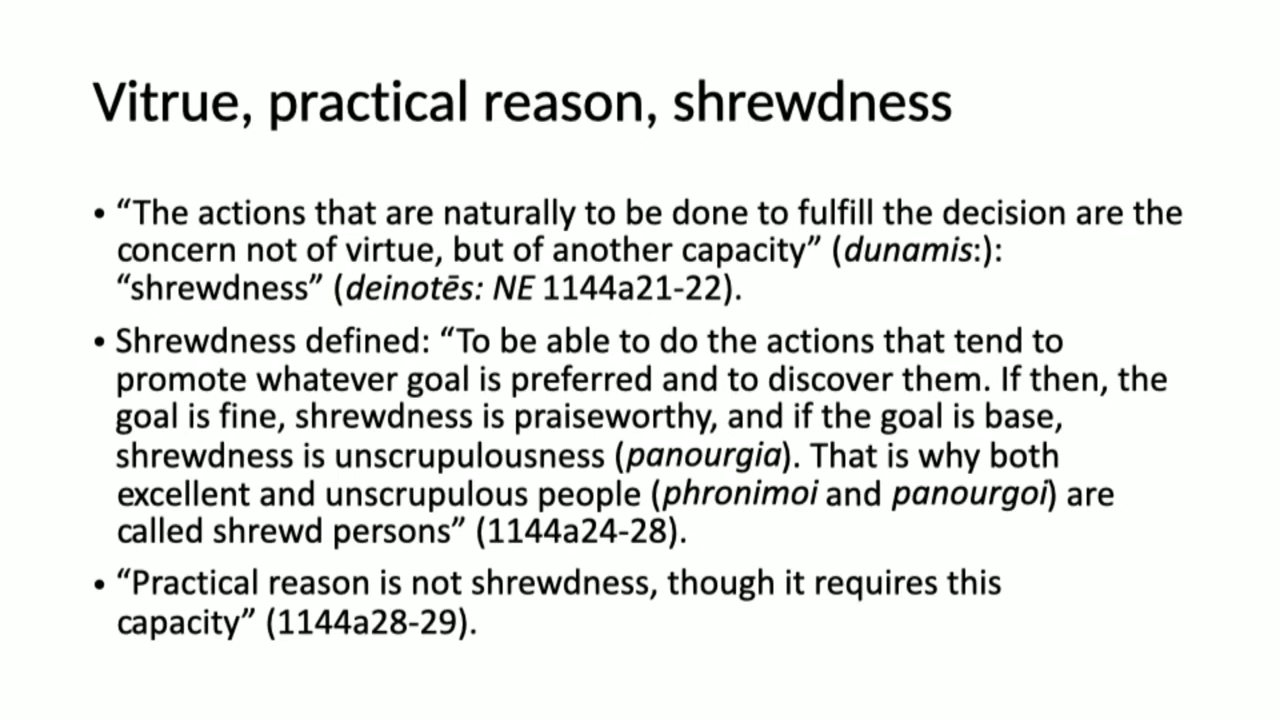 Vitrue, practical reason, shrewdness
• “The actions that are naturally to be done to fulfill the decision are the
concern not of virtue, but of another capacity” (dunamis:):
“shrewdness” (deinotēs: NE 1144a21-22).
• Shrewdness defined: “To be able to do the actions that tend to
promote whatever goal is preferred and to discover them. If then, the
goal is fine, shrewdness is praiseworthy, and if the goal is base,
shrewdness is unscrupulousness (panourgia). That is why both
excellent and unscrupulous people (phronimoi and panourgoi) are
called shrewd persons” (1144a24-28).
• “Practical reason is not shrewdness, though it requires this
capacity” (1144a28-29).